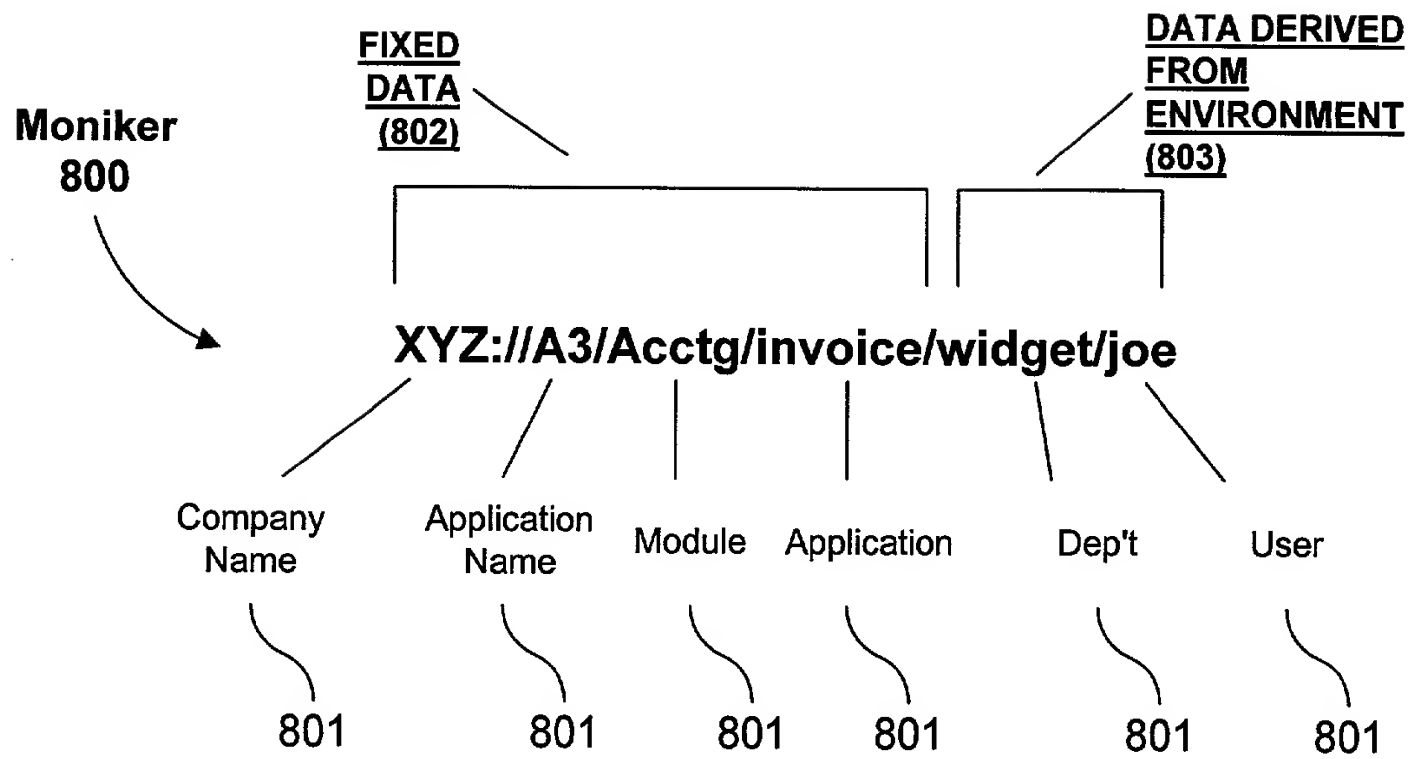 FIXED
DATA
(802)
DATA DERIVED
FROM
ENVIRONMENT
(803)
Moniker
800
XYZ://A3/Acctg/invoice/widget/joe
Company
Name
Application
Name
Module
Application
Dep't
User
801
801
801
801
801
801